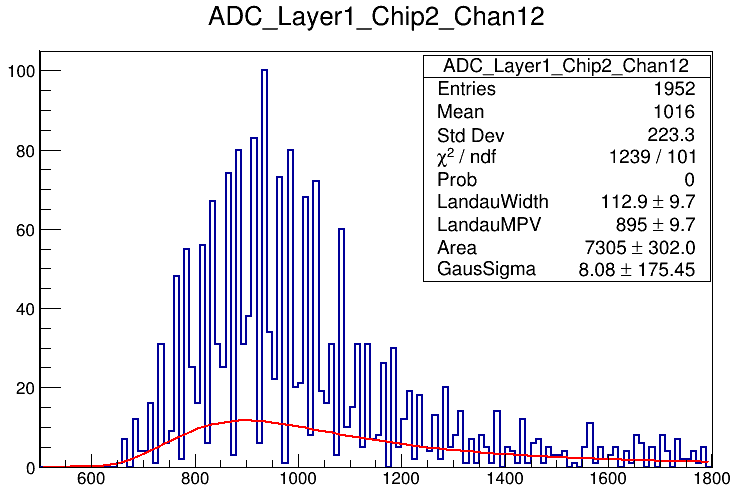 ADC_Layer1_Chip2_Chan12
ADC_Layer1_Chip2_Chan12
Entries 1952
Mean 1016
Std Dev 223.3
χ² / ndf 1239 / 101
Prob 0
LandauWidth 112.9 ± 9.7
LandauMPV 895 ± 9.7
Area 7305 ± 302.0
GausSigma 8.08 ± 175.45
100
80
60
40
20
0
600 800 1000 1200 1400 1600 1800